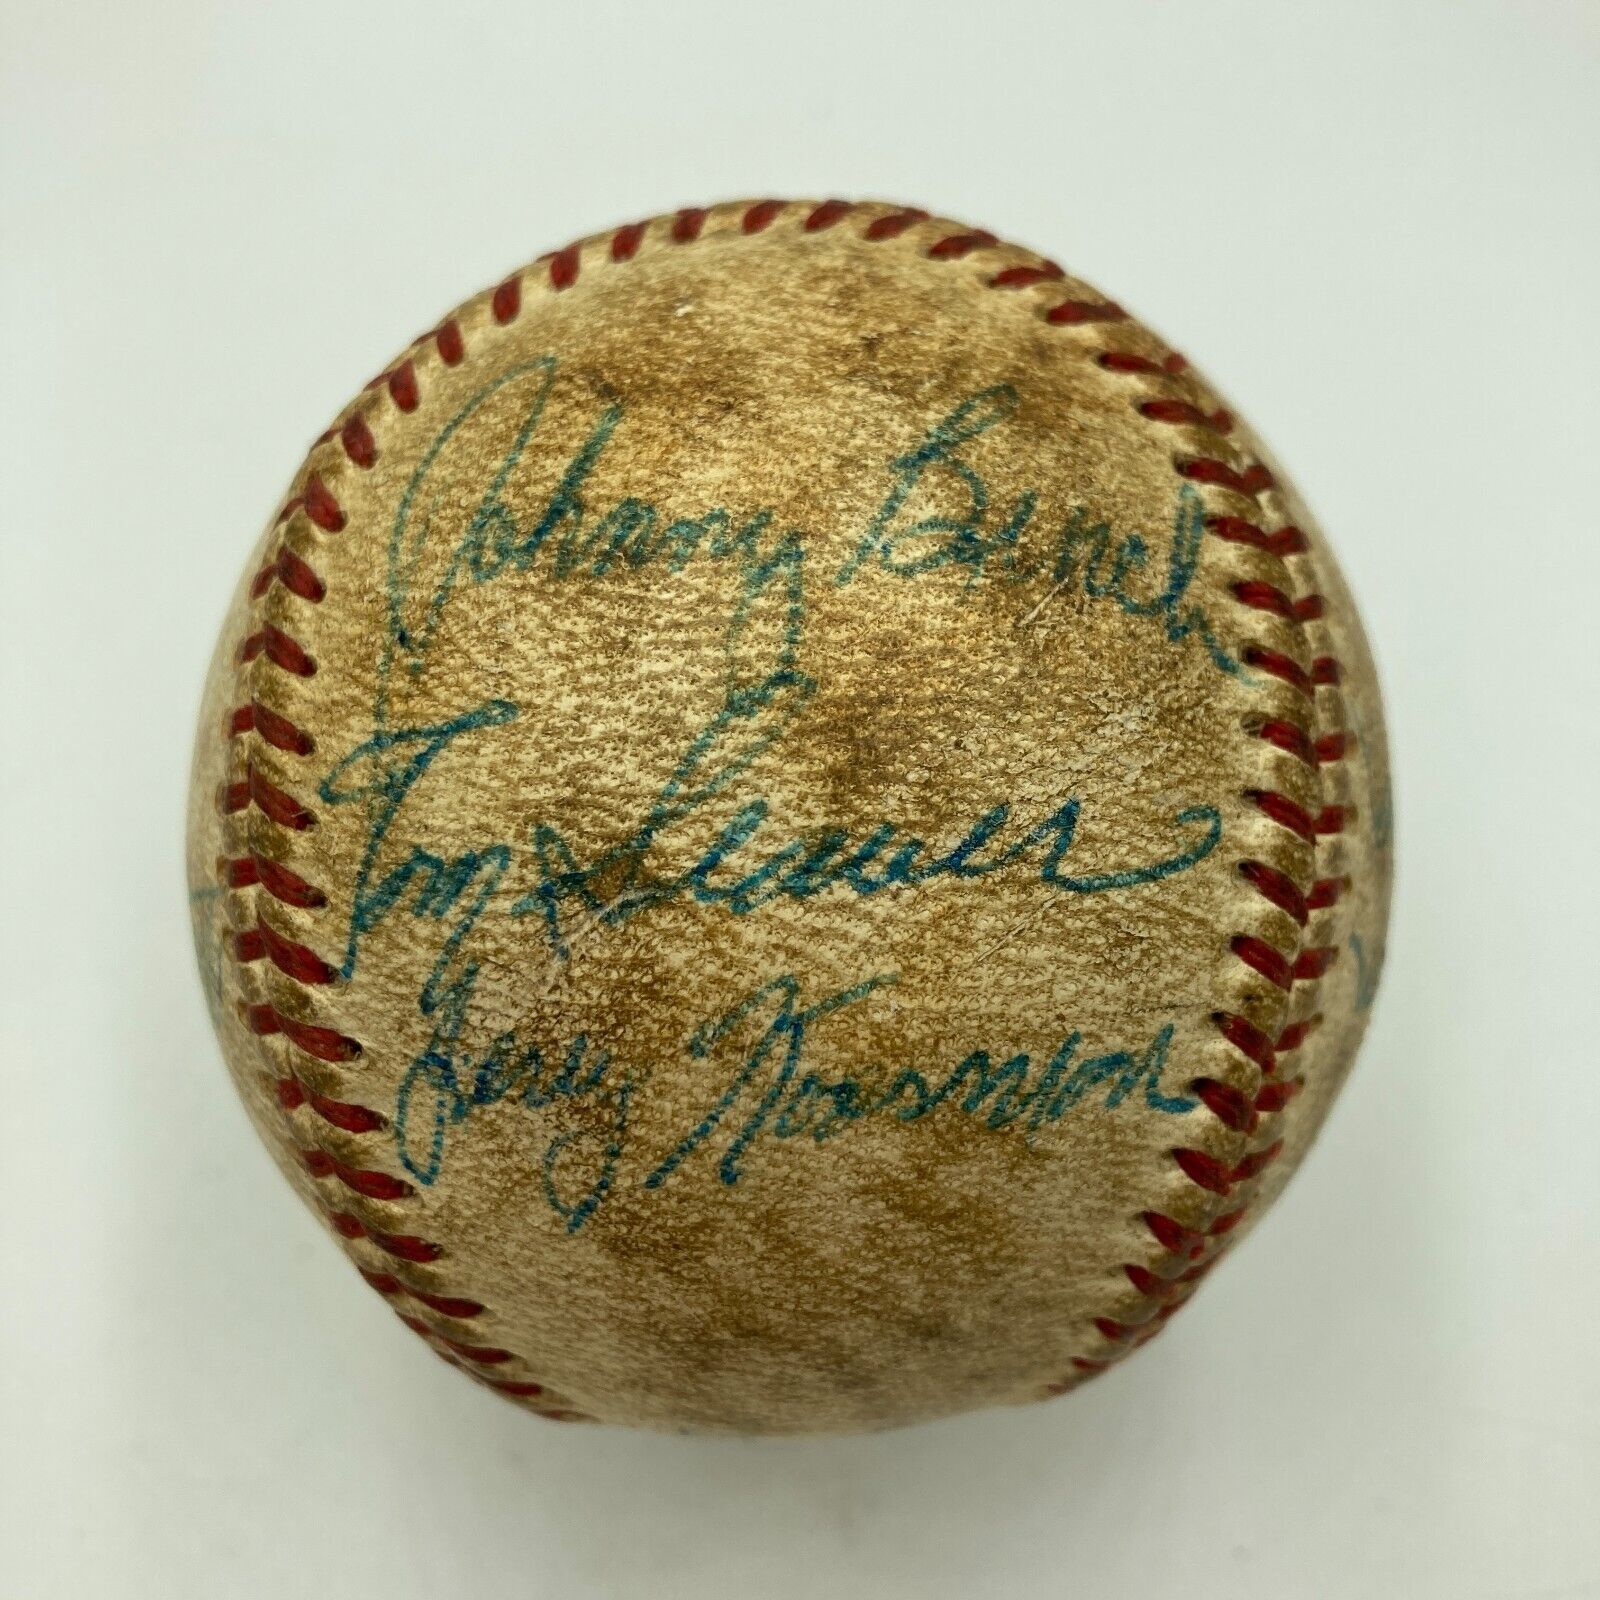 Johnny Bench
Tom Seaver
Jerry Koosman